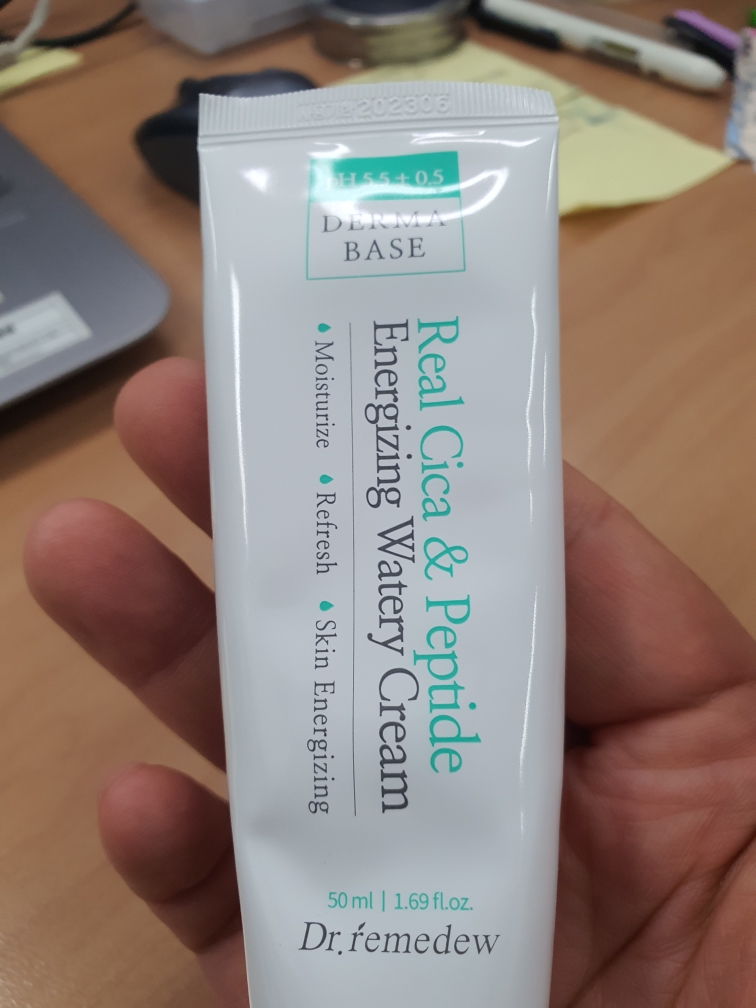 202306
pH 5.5 ± 0.5
DERMA
BASE
Real Cica & Peptide
Energizing Watery Cream
Moisturize Refresh Skin Energizing
50 ml | 1.69 fl.oz.
Dr.remedew